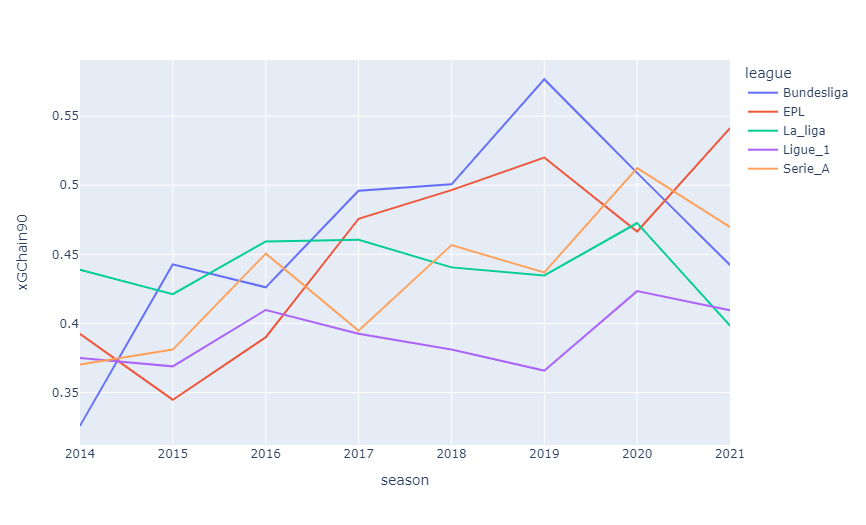 league
Bundesliga
EPL
La_liga
Ligue_1
Serie_A
xGChain90
0.55
0.5
0.45
0.4
0.35
2014 2015 2016 2017 2018 2019 2020 2021
season